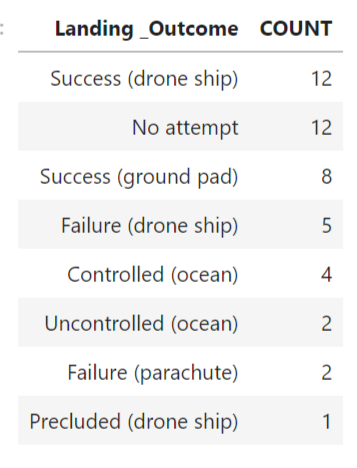 Landing _Outcome COUNT
Success (drone ship) 12
No attempt 12
Success (ground pad) 8
Failure (drone ship) 5
Controlled (ocean) 4
Uncontrolled (ocean) 2
Failure (parachute) 2
Precluded (drone ship) 1